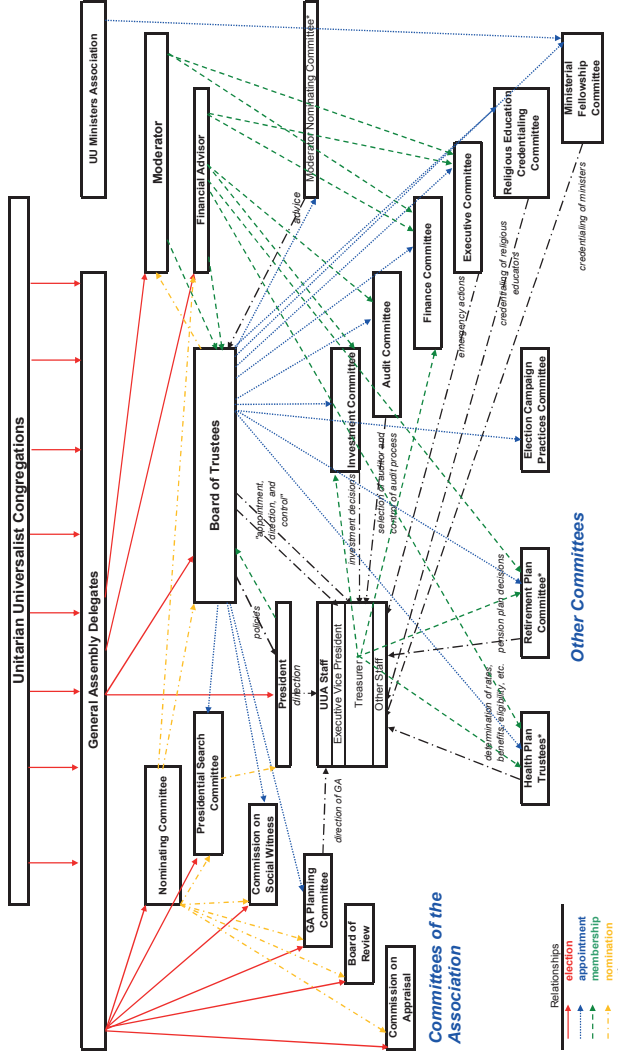 Unitarian Universalist Congregations
General Assembly Delegates
UU Ministers Association
Nominating Committee
Moderator
Presidential Search
Committee
Board of Trustees
Financial Advisor
Commission on
Social Witness
policies
"appointment,
direction, and
control"
advice
GA Planning
Committee
President
direction
Moderator Nominating Committee*
direction of GA
UUA Staff
Executive Vice President
Treasurer
Other Staff
Board of
Review
Investment Committee
investment decisions
Audit Committee
selection of auditor and
control of audit process
Commission on
Appraisal
Finance Committee
Executive Committee
emergency actions
Religious Education
Credentialing
Committee
credentialing of religious
educators
Ministerial
Fellowship
Committee
credentialing of ministers
Health Plan
Trustees*
determination of rates,
benefits, eligibility, etc.
Retirement Plan
Committee*
pension plan decisions
Election Campaign
Practices Committee
Committees of the
Association
Other Committees
Relationships
election
appointment
membership
nomination